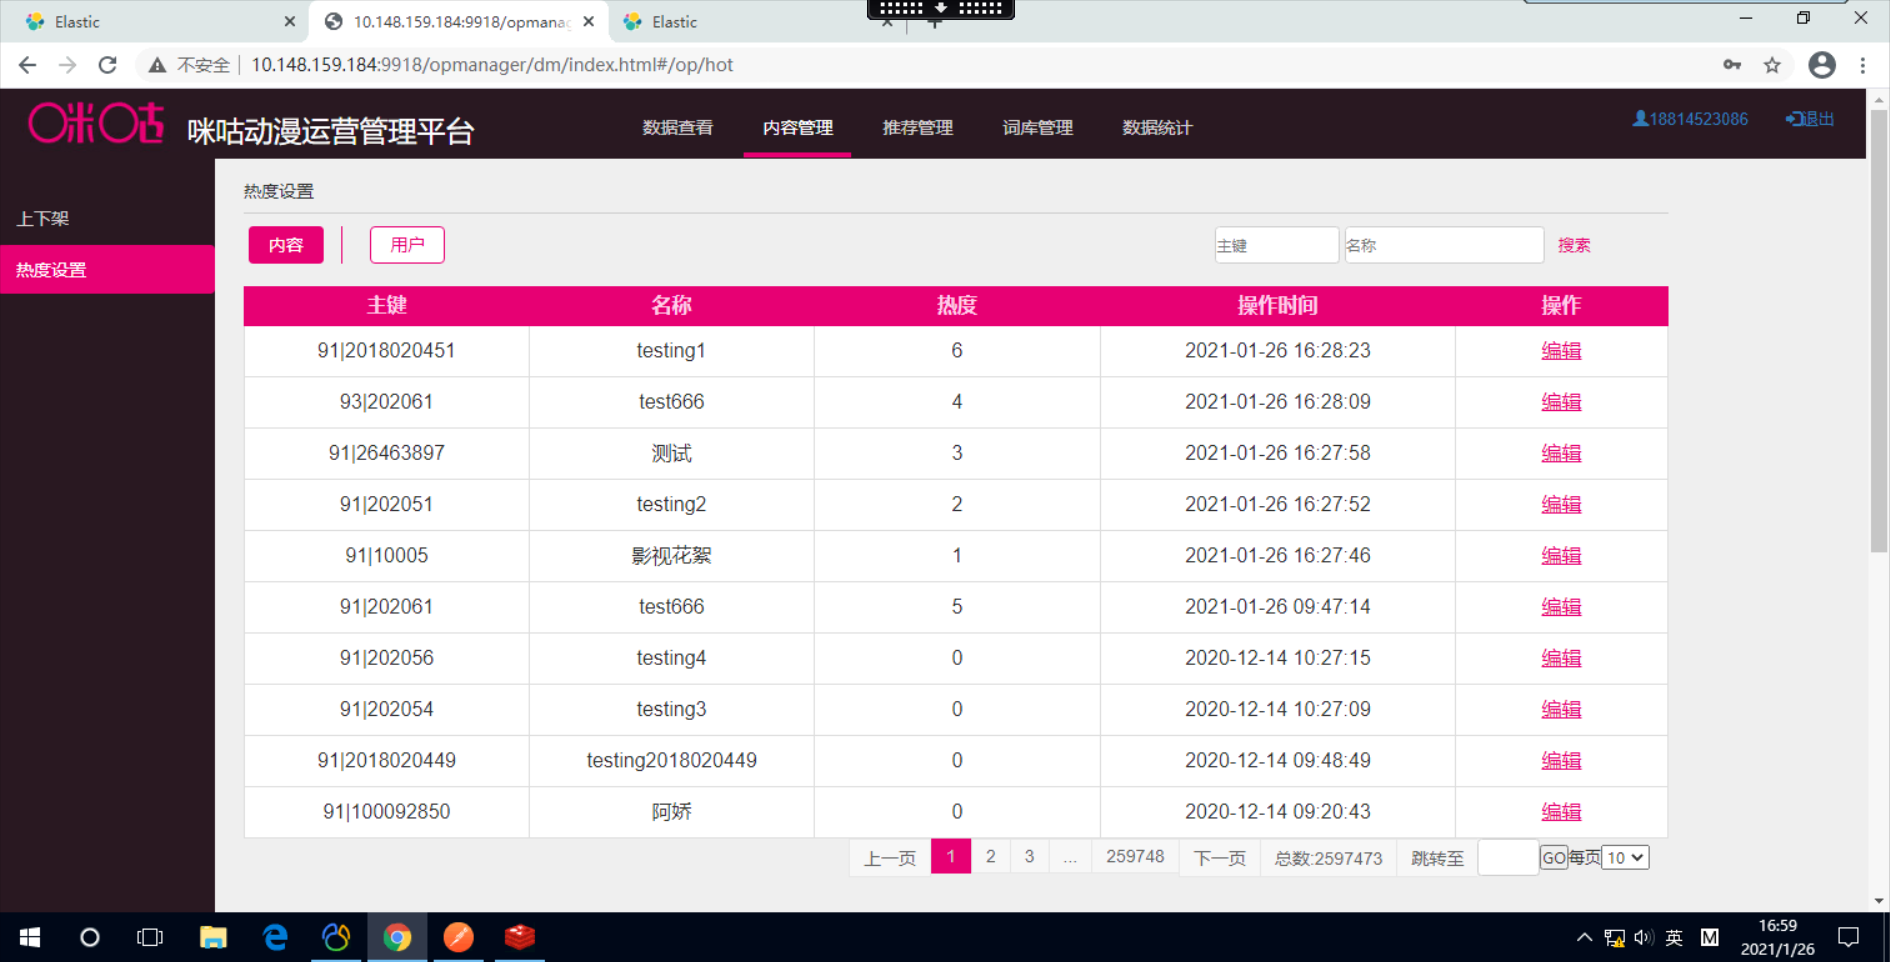 Elastic
10.148.159.184:9918/opmanag
Elastic
不安全
10.148.159.184:9918/opmanager/dm/index.html#/op/hot
咪咕
咪咕动漫运营管理平台
数据查看
内容管理
推荐管理
词库管理
数据统计
18814523086
退出
上下架
热度设置
热度设置
内容
用户
主键
名称
搜索
主键 名称 热度 操作时间 操作
91|2018020451 testing1 6 2021-01-26 16:28:23 编辑
93|202061 test666 4 2021-01-26 16:28:09 编辑
91|26463897 测试 3 2021-01-26 16:27:58 编辑
91|202051 testing2 2 2021-01-26 16:27:52 编辑
91|10005 影视花絮 1 2021-01-26 16:27:46 编辑
91|202061 test666 5 2021-01-26 09:47:14 编辑
91|202056 testing4 0 2020-12-14 10:27:15 编辑
91|202054 testing3 0 2020-12-14 10:27:09 编辑
91|2018020449 testing2018020449 0 2020-12-14 09:48:49 编辑
91|100092850 阿娇 0 2020-12-14 09:20:43 编辑
上一页 1 2 3 ... 259748 下一页 总数:2597473 跳转至 GO 每页 10
英
M
16:59
2021/1/26